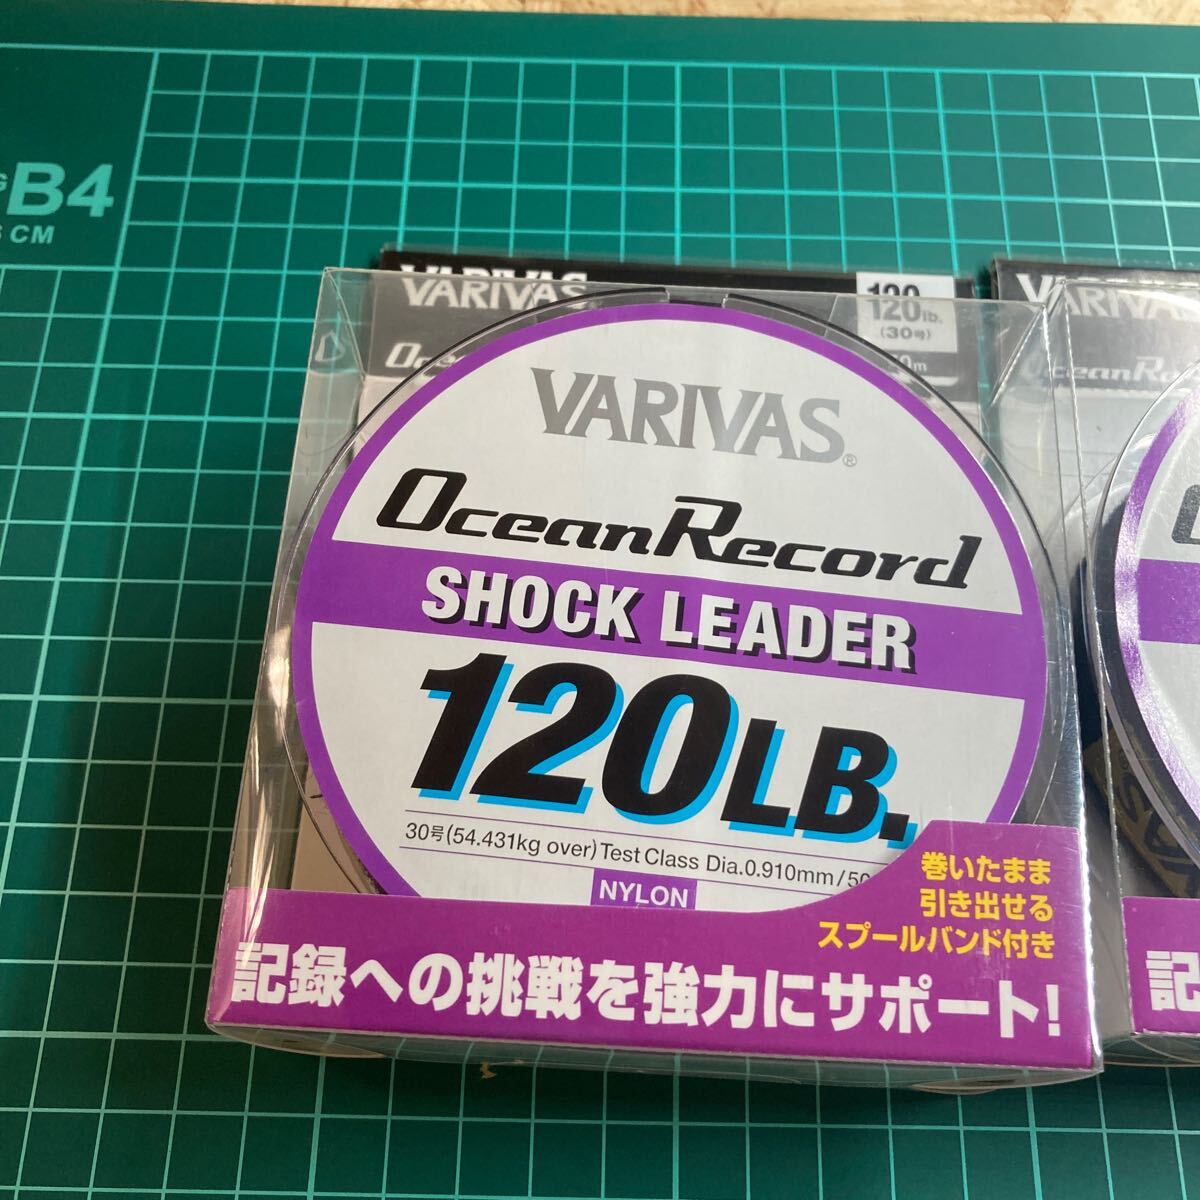 B4
CM
VARIVAS
120lb.
(30号)
VARIVAS
OceanRecord
VARIVAS®
OceanRecord
SHOCK LEADER
120LB.
30号(54.431kg over) Test Class Dia.0.910mm/50
NYLON
巻いたまま
引き出せる
スプールバンド付き
記録への挑戦を強力にサポート!
記